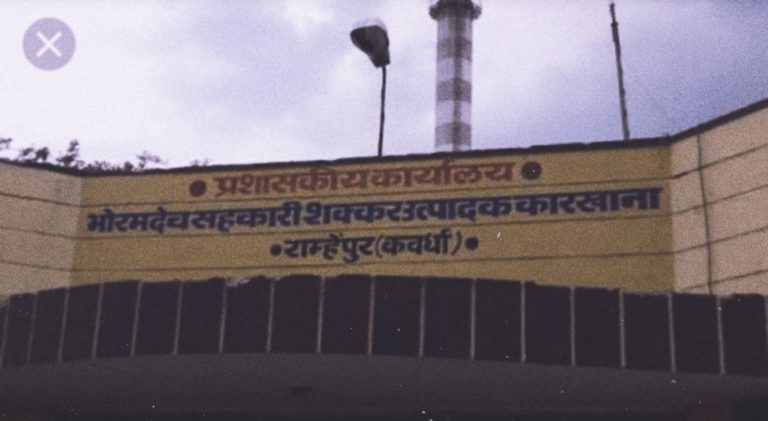 • प्रशासकीय कार्यालय •
भोरमदेव सहकारी शक्कर उत्पादक कारखाना
• राम्हेपुर (कवर्धा) •